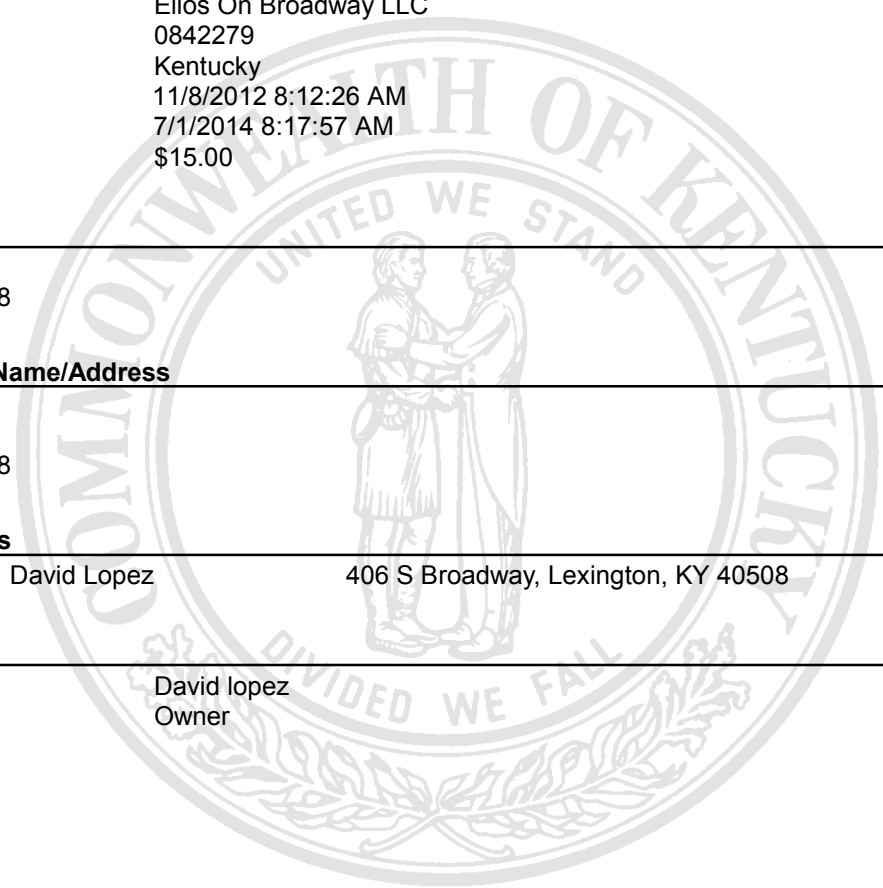 Ellos On Broadway LLC
0842279
Kentucky
11/8/2012 8:12:26 AM
7/1/2014 8:17:57 AM
$15.00
8
Name/Address
8
s
David Lopez 406 S Broadway, Lexington, KY 40508
David lopez
Owner
COMMONWEALTH OF KENTUCKY
UNITED WE STAND
DIVIDED WE FALL